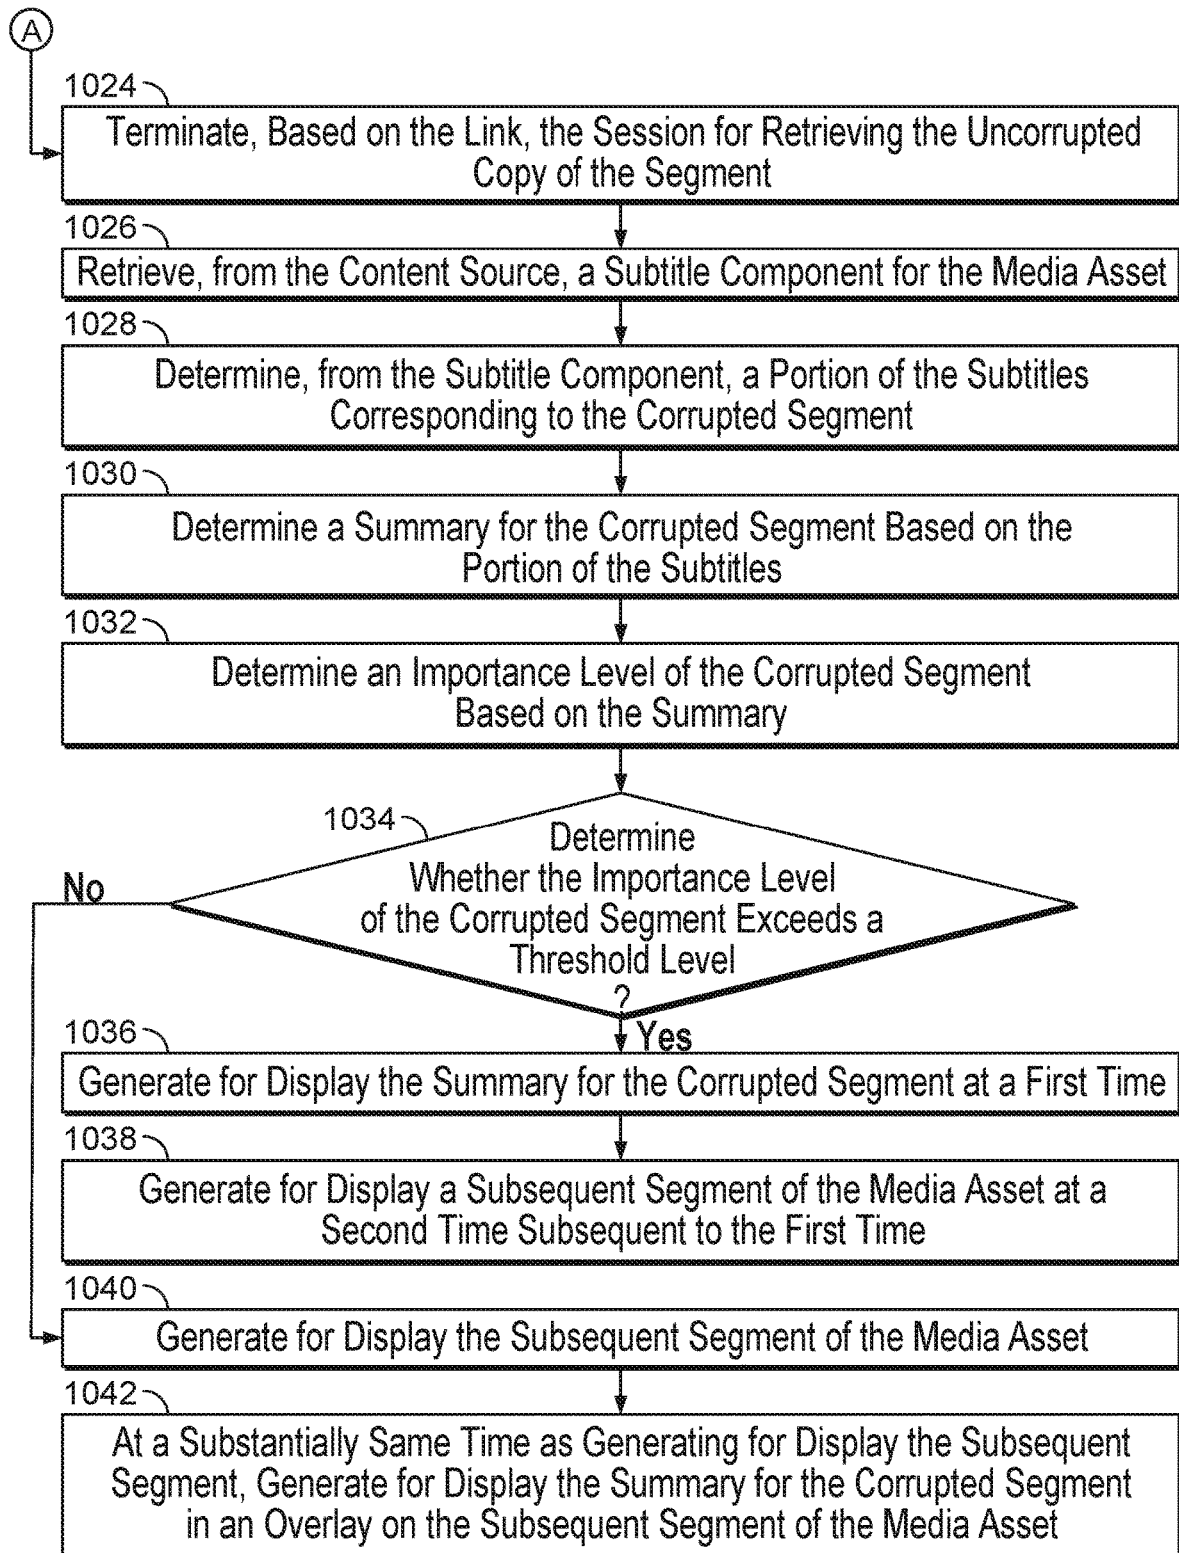 A
1024
Terminate, Based on the Link, the Session for Retrieving the Uncorrupted
Copy of the Segment
1026
Retrieve, from the Content Source, a Subtitle Component for the Media Asset
1028
Determine, from the Subtitle Component, a Portion of the Subtitles
Corresponding to the Corrupted Segment
1030
Determine a Summary for the Corrupted Segment Based on the
Portion of the Subtitles
1032
Determine an Importance Level of the Corrupted Segment
Based on the Summary
1034
Determine
Whether the Importance Level
of the Corrupted Segment Exceeds a
Threshold Level
?
No
Yes
1036
Generate for Display the Summary for the Corrupted Segment at a First Time
1038
Generate for Display a Subsequent Segment of the Media Asset at a
Second Time Subsequent to the First Time
1040
Generate for Display the Subsequent Segment of the Media Asset
1042
At a Substantially Same Time as Generating for Display the Subsequent
Segment, Generate for Display the Summary for the Corrupted Segment
in an Overlay on the Subsequent Segment of the Media Asset